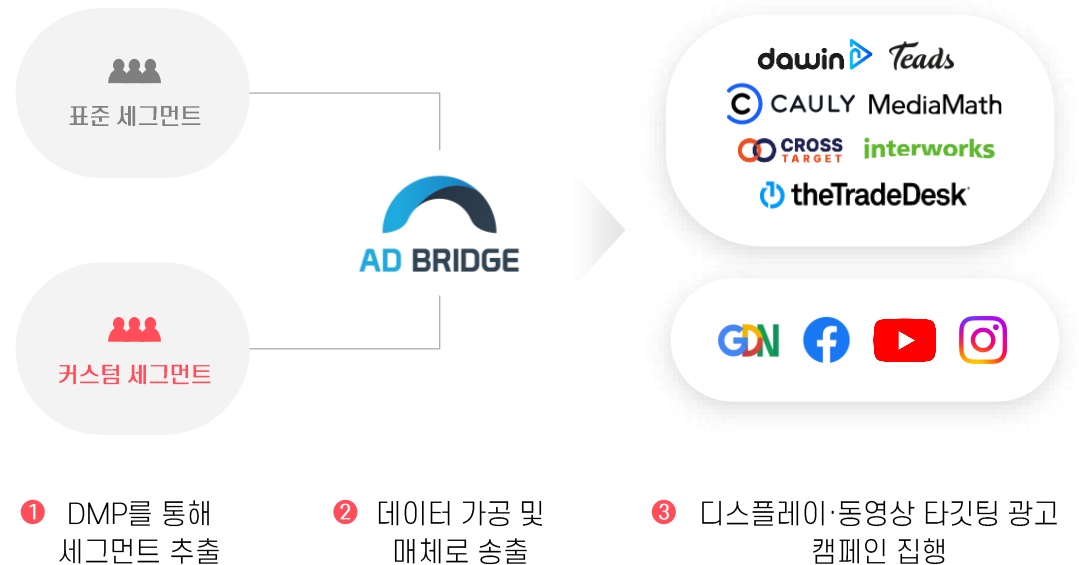 표준 세그먼트
커스텀 세그먼트
AD BRIDGE
dawin Teads
CAULY MediaMath
CROSS TARGET interworks
theTradeDesk
GDN
1 DMP를 통해
세그먼트 추출
2 데이터 가공 및
매체로 송출
3 디스플레이·동영상 타깃팅 광고
캠페인 집행